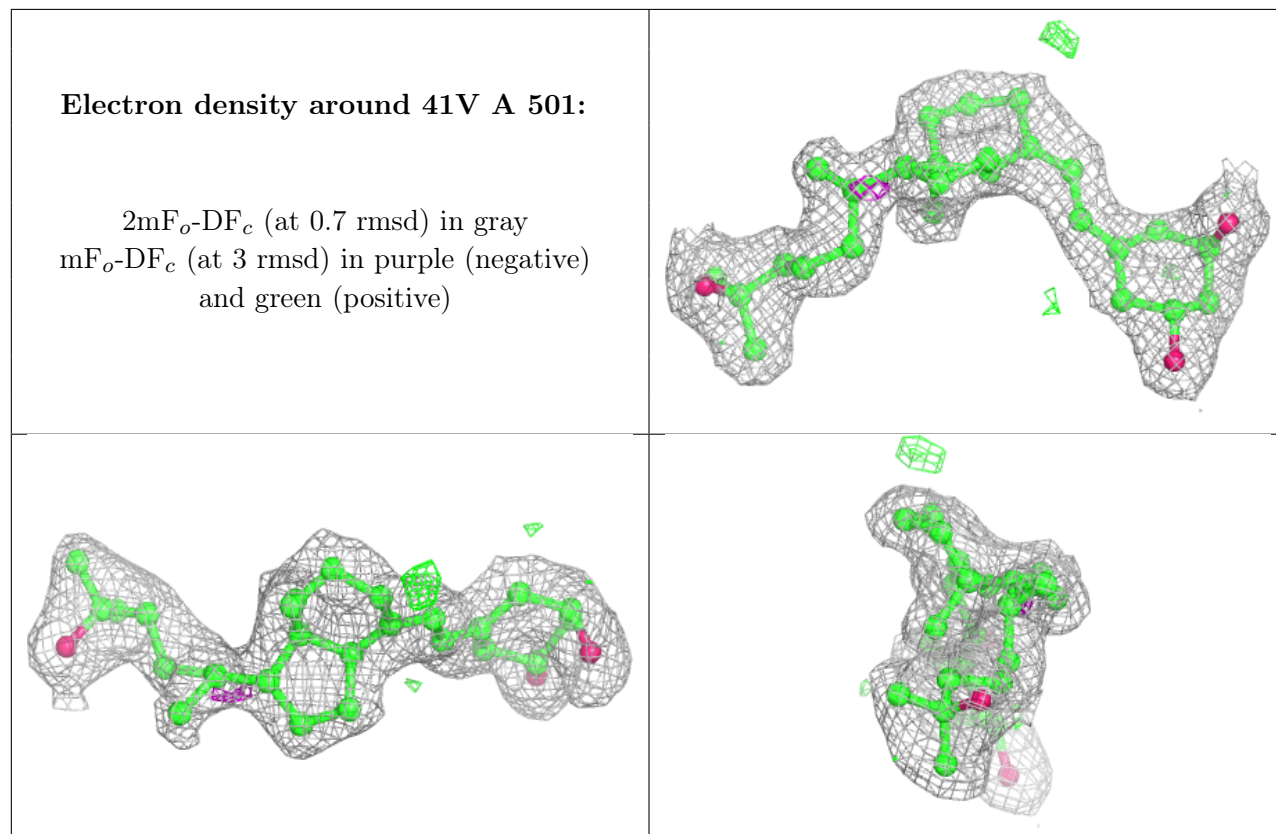 Electron density around 41V A 501:
2mFo-DFc (at 0.7 rmsd) in gray
mFo-DFc (at 3 rmsd) in purple (negative)
and green (positive)